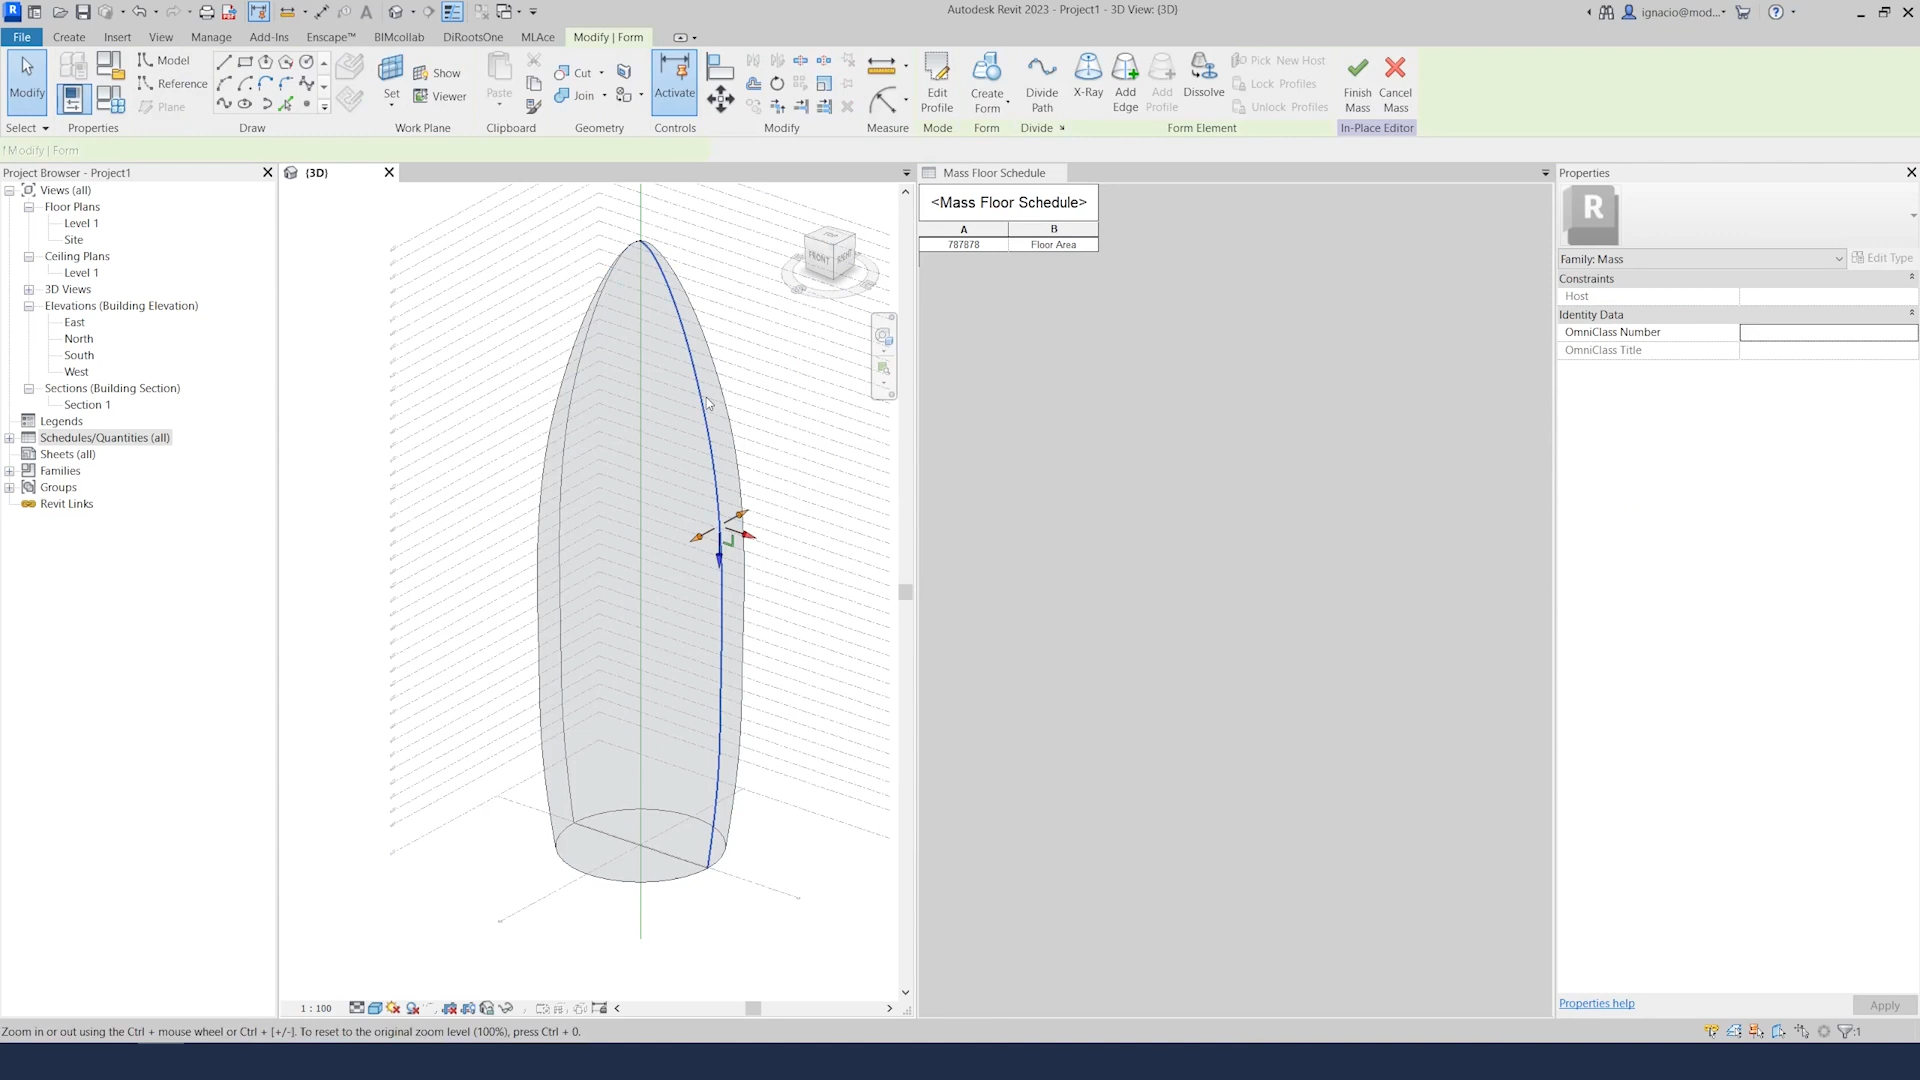 Autodesk Revit 2023 - Project1 - 3D View: {3D}
ignacio@mod...
File Create Insert View Manage Add-Ins Enscape™ BIMcollab DiRootsOne MLAce Modify | Form
Modify
Model
Reference
Plane
Set
Show
Viewer
Paste
Cut
Join
Activate
Edit Profile
Create Form
Divide Path
X-Ray
Add Edge
Add Profile
Dissolve
Pick New Host
Lock Profiles
Unlock Profiles
Finish Mass
Cancel Mass
Select Properties Draw Work Plane Clipboard Geometry Controls Modify Measure Mode Form Divide Form Element In-Place Editor
Modify | Form
Project Browser - Project1
Views (all)
Floor Plans
Level 1
Site
Ceiling Plans
Level 1
3D Views
Elevations (Building Elevation)
East
North
South
West
Sections (Building Section)
Section 1
Legends
Schedules/Quantities (all)
Sheets (all)
Families
Groups
Revit Links
{3D}
TOP
FRONT
RIGHT
1 : 100
Mass Floor Schedule
<Mass Floor Schedule>
A B
787878 Floor Area
Properties
R
Family: Mass
Edit Type
Constraints
Host
Identity Data
OmniClass Number
OmniClass Title
Properties help
Apply
Zoom in or out using the Ctrl + mouse wheel or Ctrl + [+/-]. To reset to the original zoom level (100%), press Ctrl + 0.
:1